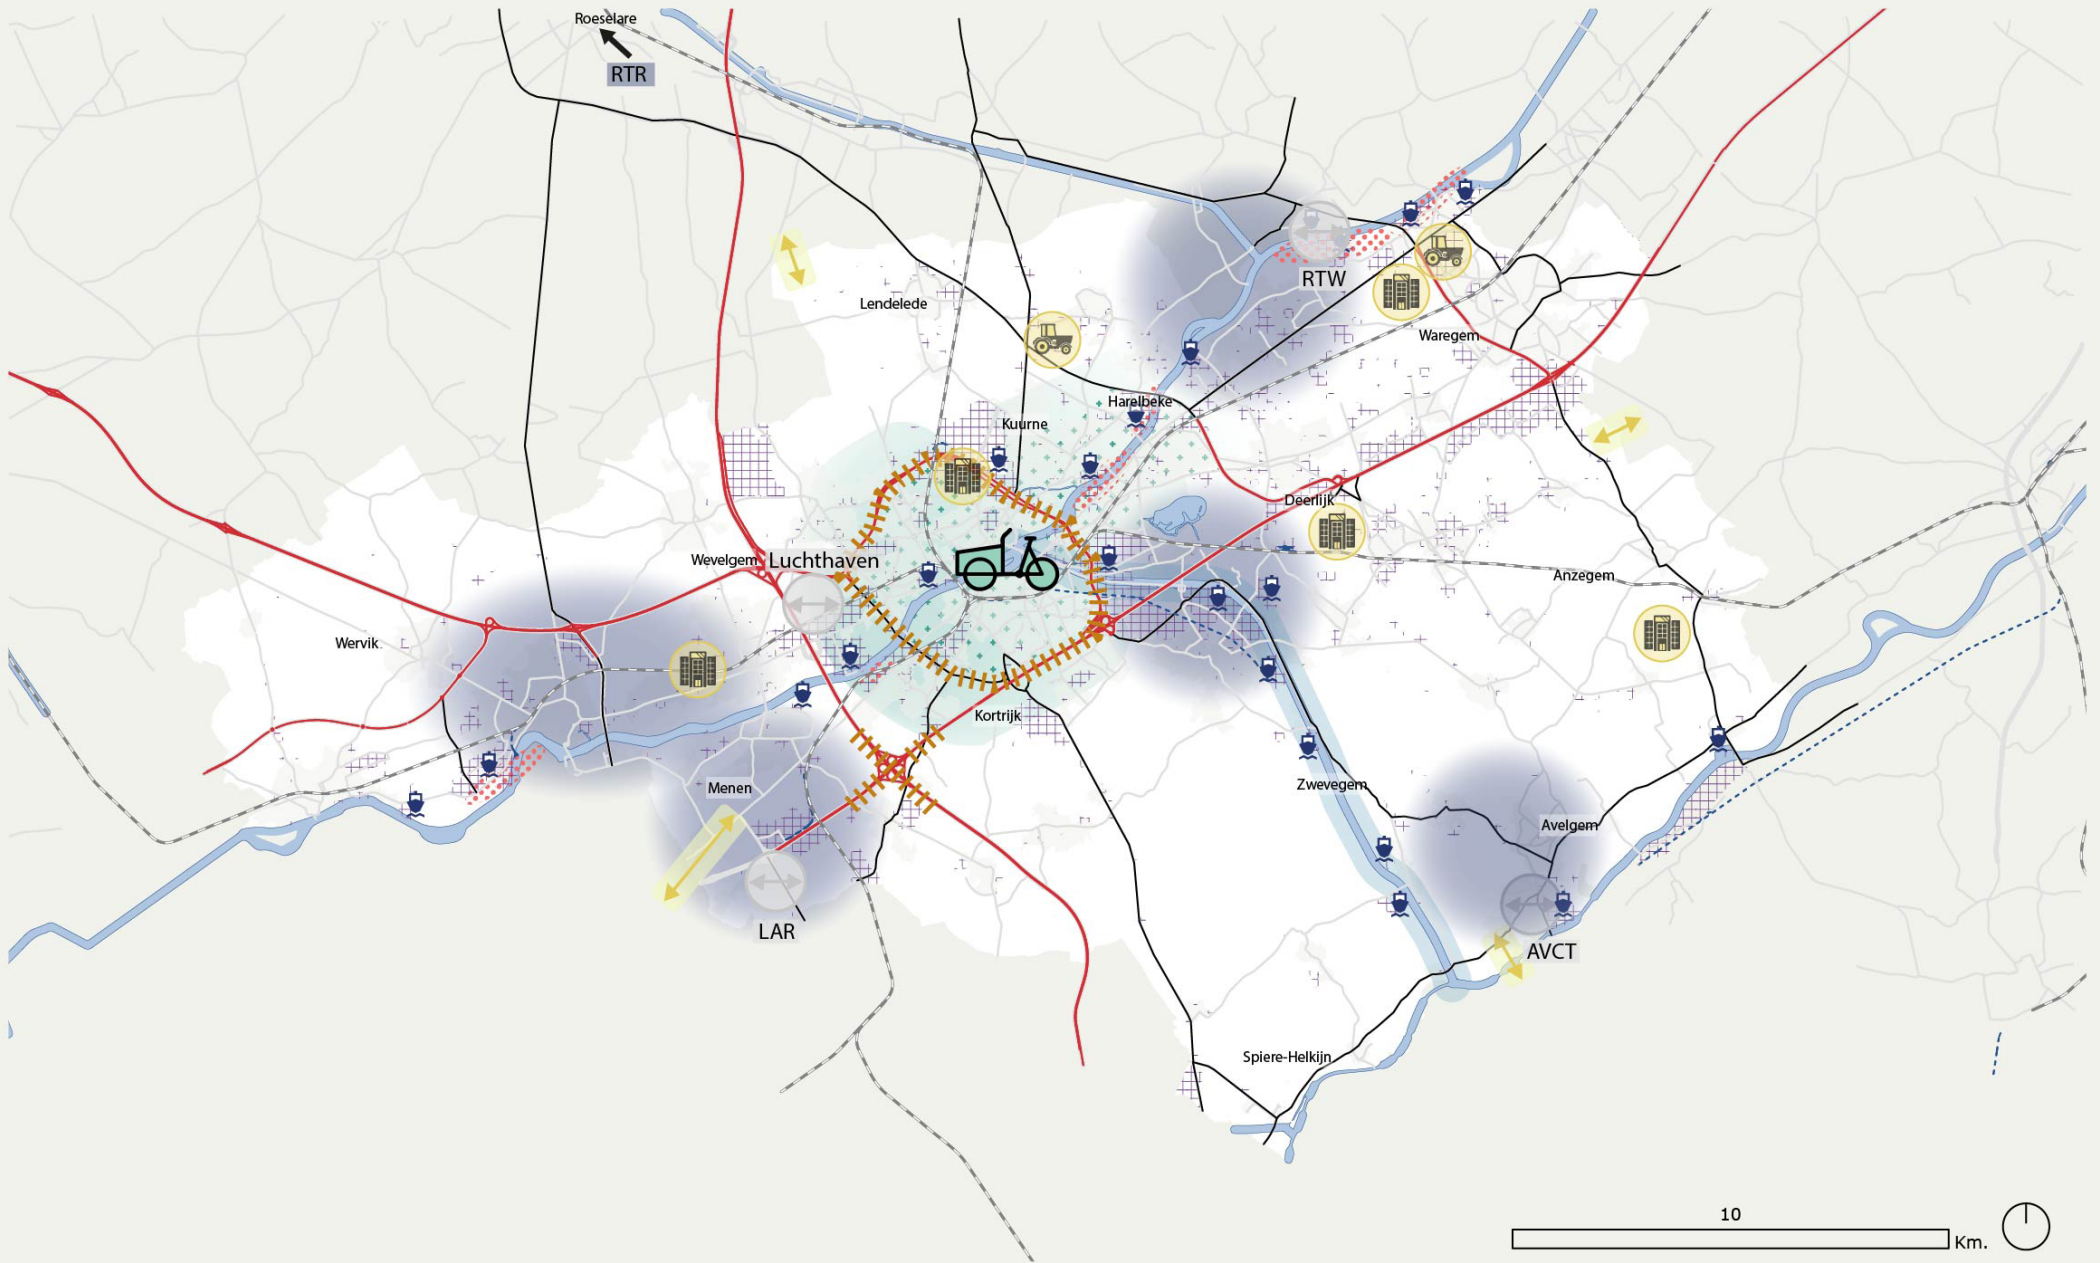 Roeselare
RTR
RTW
Lendelede
Waregem
Harelbeke
Kuurne
Deerlijk
Wevelgem
Luchthaven
Anzegem
Wervik
Kortrijk
Menen
Zwevegem
Avelgem
LAR
AVCT
Spiere-Helkijn
10
Km.